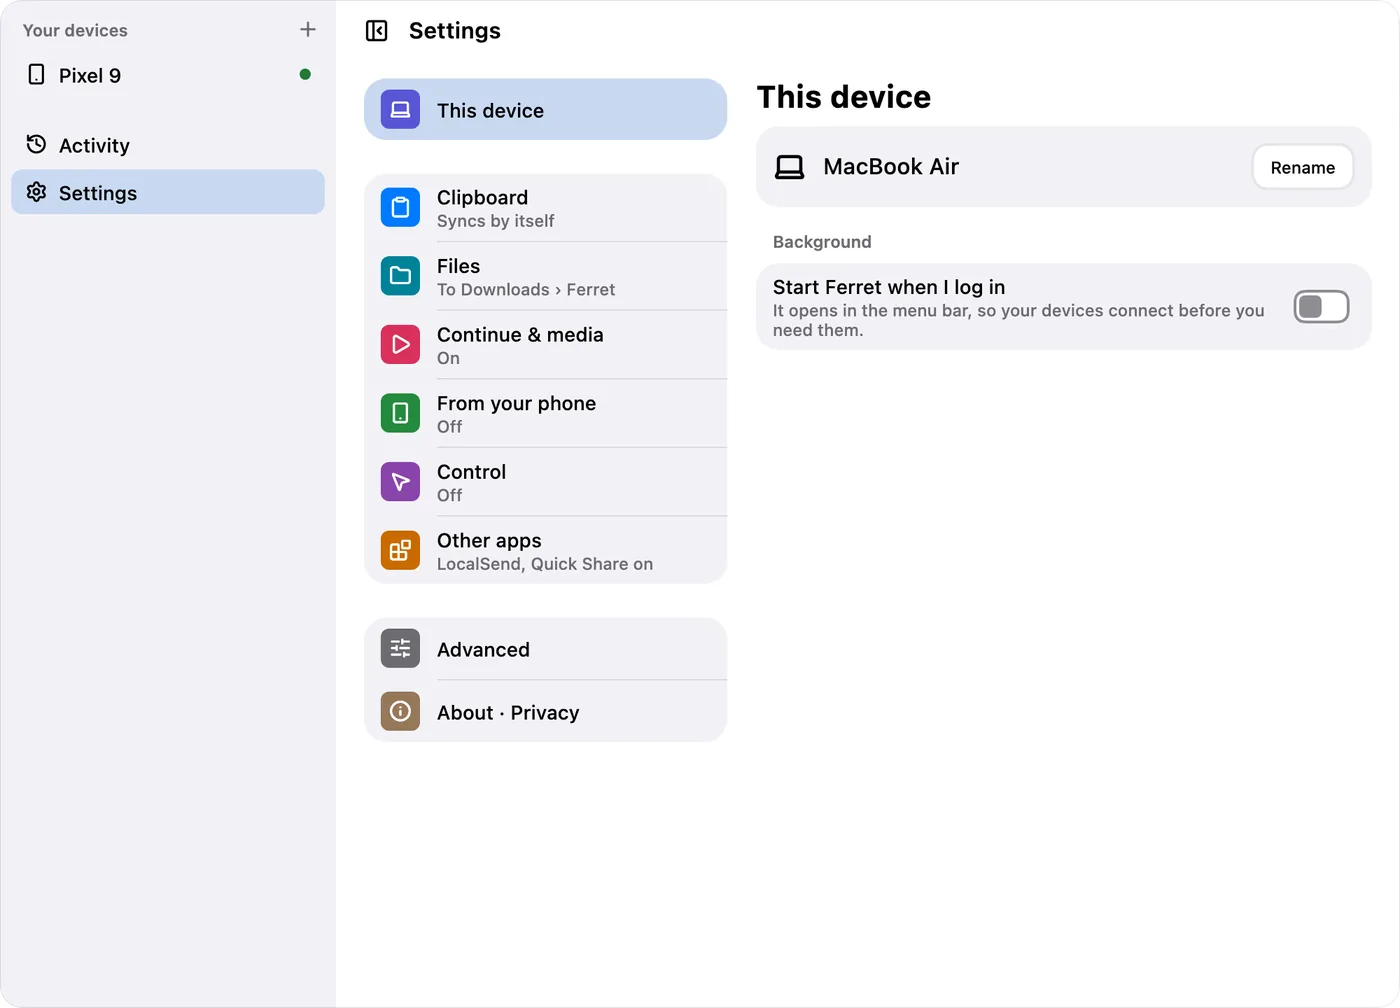 Your devices
Pixel 9
Activity
Settings
Settings
This device
Clipboard
Syncs by itself
Files
To Downloads › Ferret
Continue & media
On
From your phone
Off
Control
Off
Other apps
LocalSend, Quick Share on
Advanced
About · Privacy
This device
MacBook Air
Rename
Background
Start Ferret when I log in
It opens in the menu bar, so your devices connect before you
need them.